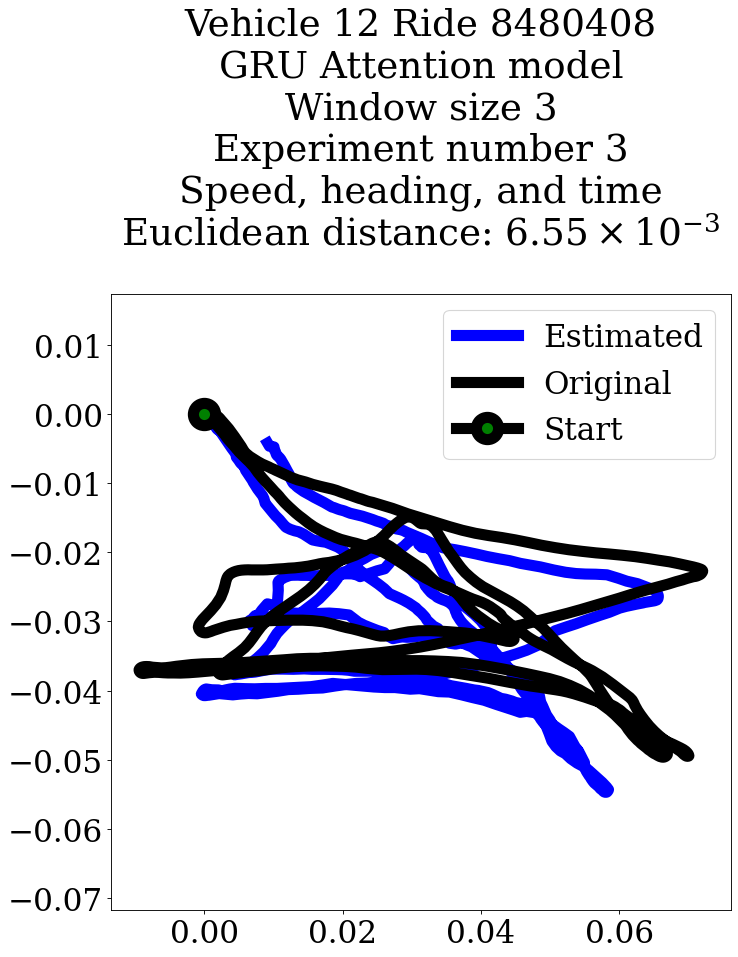 Vehicle 12 Ride 8480408
GRU Attention model
Window size 3
Experiment number 3
Speed, heading, and time
Euclidean distance: 6.55 × 10⁻³
Estimated
Original
Start
0.01
0.00
−0.01
−0.02
−0.03
−0.04
−0.05
−0.06
−0.07
0.00 0.02 0.04 0.06